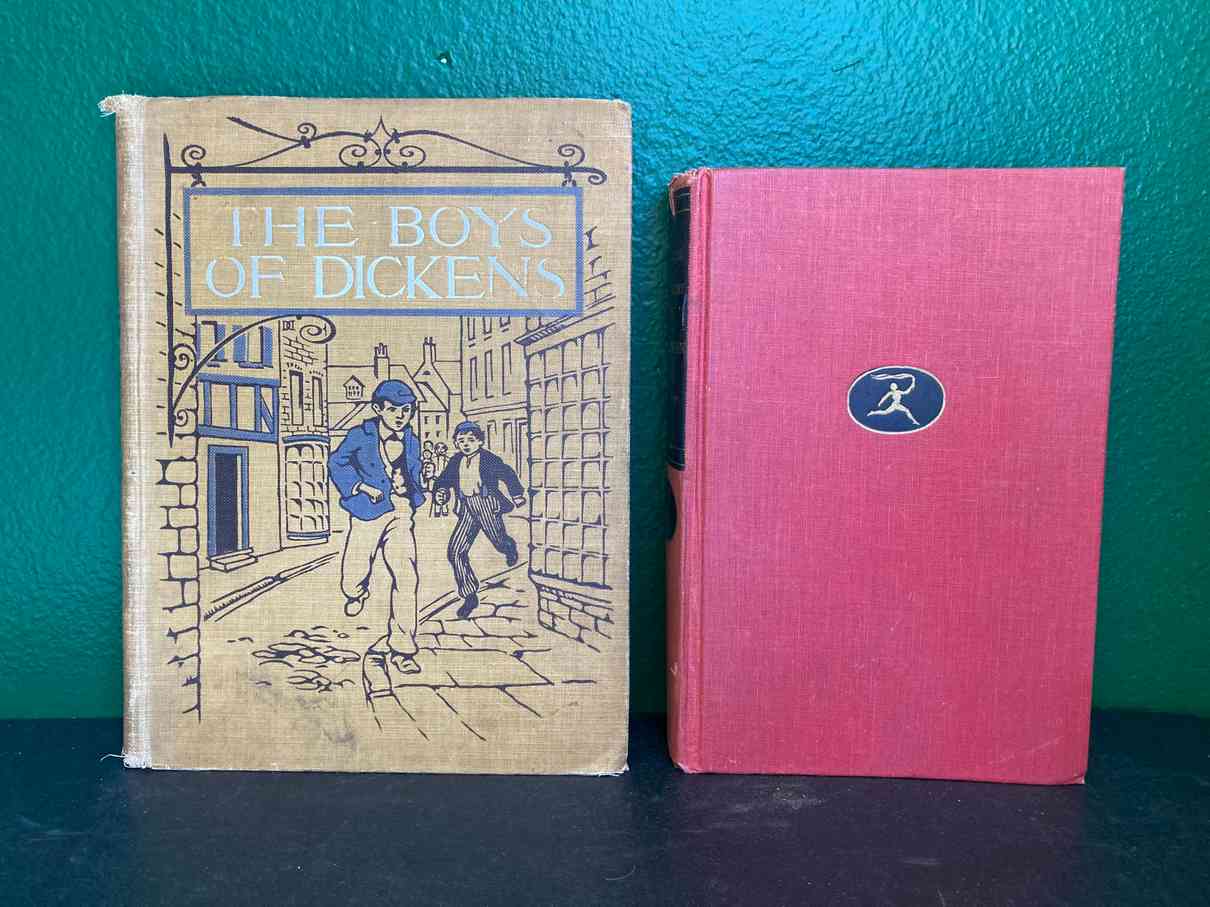 THE BOYS
OF DICKENS